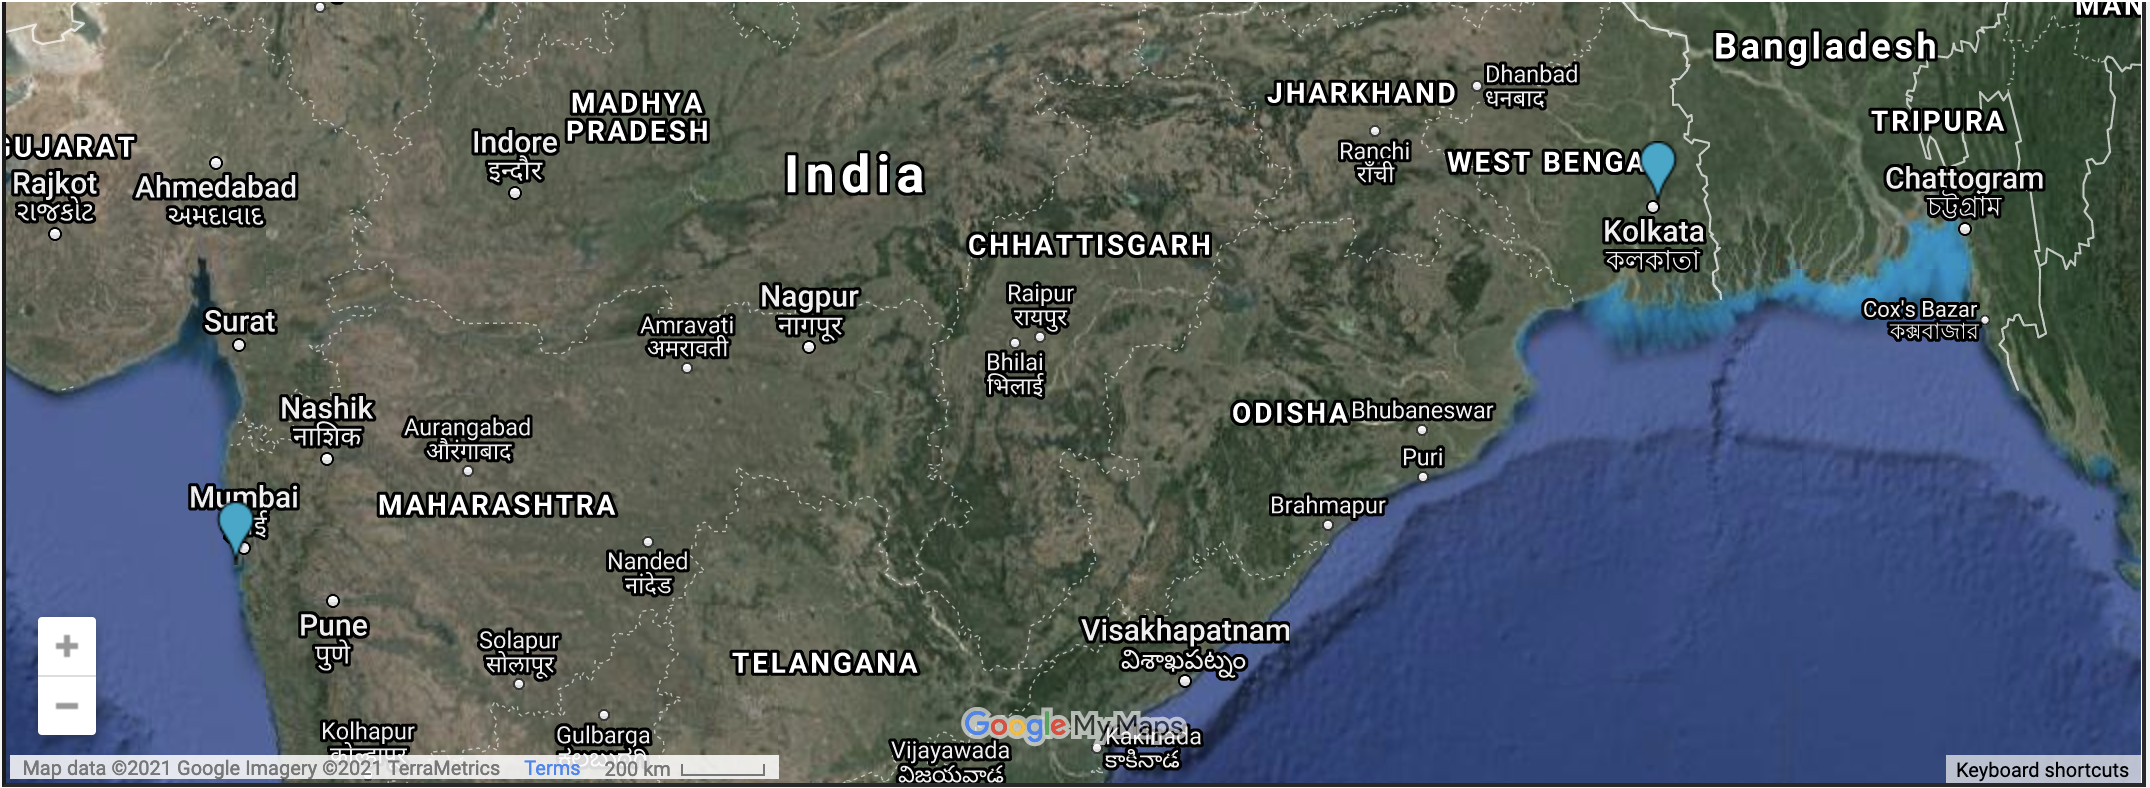 MAN
Bangladesh
Dhanbad
धनबाद
JHARKHAND
MADHYA
PRADESH
TRIPURA
Indore
इन्दौर
GUJARAT
Ranchi
राँची
WEST BENGA
India
Rajkot
રાજકોટ
Ahmedabad
અમદાવાદ
Chattogram
চট্টগ্রাম
Kolkata
কলকাতা
CHHATTISGARH
Raipur
रायपुर
Nagpur
नागपूर
Cox's Bazar
কক্সবাজার
Surat
Amravati
अमरावती
Bhilai
भिलाई
Nashik
नाशिक
Aurangabad
औरंगाबाद
ODISHA
Bhubaneswar
Puri
Mumbai
MAHARASHTRA
Brahmapur
Nanded
नांदेड
Pune
पुणे
Solapur
सोलापूर
Visakhapatnam
విశాఖపట్నం
TELANGANA
Kolhapur
कोल्हापूर
Gulbarga
Google My Maps
Kakinada
కాకినాడ
Vijayawada
విజయవాడ
Map data ©2021 Google Imagery ©2021 TerraMetrics Terms 200 km
Keyboard shortcuts